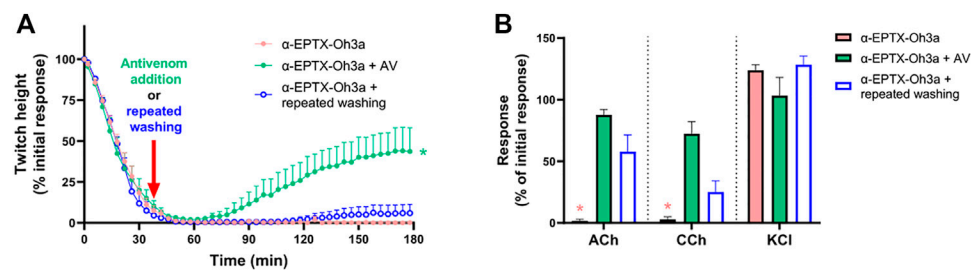 A
Twitch height
(% initial response)
100
75
50
25
0
Antivenom
addition
or
repeated
washing
α-EPTX-Oh3a
α-EPTX-Oh3a + AV
α-EPTX-Oh3a +
repeated washing
*
0 30 60 90 120 150 180
Time (min)
B
Response
(% of initial response)
150
100
50
0
* *
ACh CCh KCl
α-EPTX-Oh3a
α-EPTX-Oh3a + AV
α-EPTX-Oh3a +
repeated washing